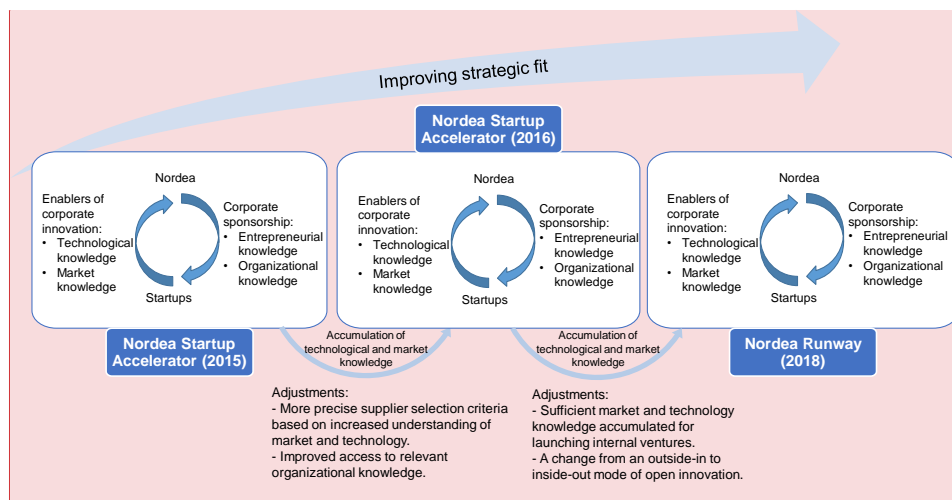 Improving strategic fit
Nordea Startup
Accelerator (2016)
Nordea
Enablers of
corporate
innovation:
• Technological
knowledge
• Market
knowledge
Corporate
sponsorship:
• Entrepreneurial
knowledge
• Organizational
knowledge
Startups
Nordea Startup
Accelerator (2015)
Nordea
Enablers of
corporate
innovation:
• Technological
knowledge
• Market
knowledge
Corporate
sponsorship:
• Entrepreneurial
knowledge
• Organizational
knowledge
Startups
Nordea
Enablers of
corporate
innovation:
• Technological
knowledge
• Market
knowledge
Corporate
sponsorship:
• Entrepreneurial
knowledge
• Organizational
knowledge
Startups
Nordea Runway
(2018)
Accumulation of
technological and market
knowledge
Accumulation of
technological and market
knowledge
Adjustments:
- More precise supplier selection criteria
based on increased understanding of
market and technology.
- Improved access to relevant
organizational knowledge.
Adjustments:
- Sufficient market and technology
knowledge accumulated for
launching internal ventures.
- A change from an outside-in to
inside-out mode of open innovation.